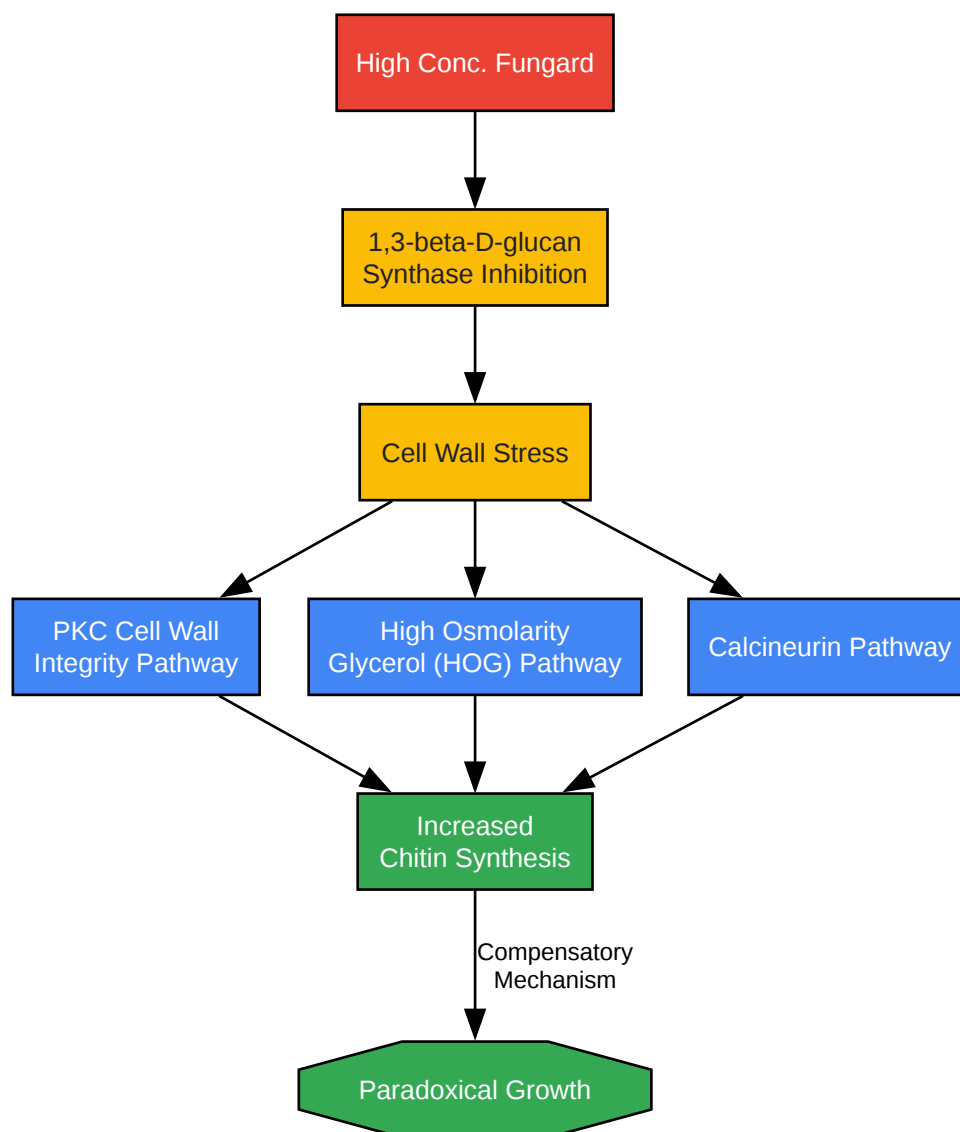 High Conc. Fungard
1,3-beta-D-glucan
Synthase Inhibition
Cell Wall Stress
PKC Cell Wall
Integrity Pathway
High Osmolarity
Glycerol (HOG) Pathway
Calcineurin Pathway
Increased
Chitin Synthesis
Compensatory
Mechanism
Paradoxical Growth